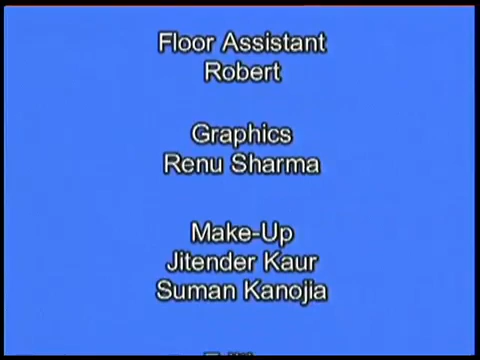 Floor Assistant
Robert
Graphics
Renu Sharma
Make-Up
Jitender Kaur
Suman Kanojia